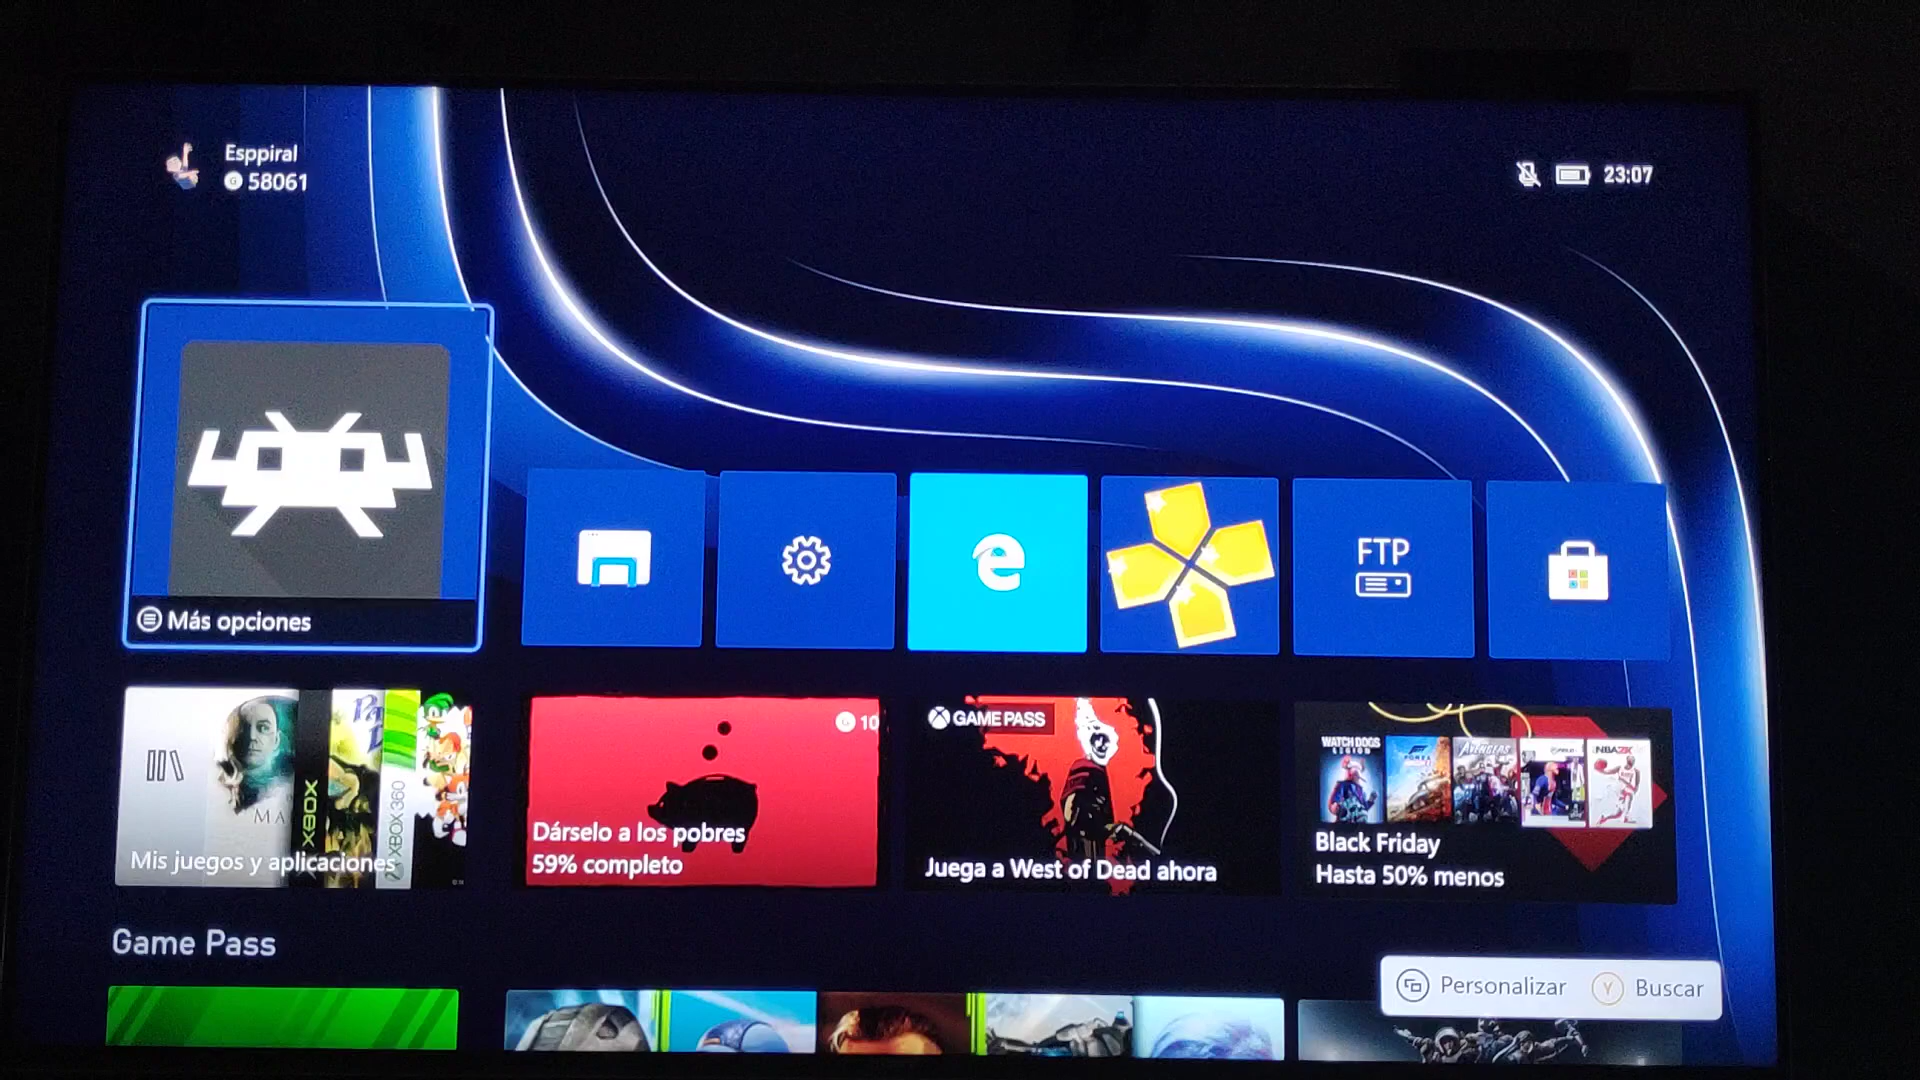 Esppiral
G 58061
23:07
Más opciones
FTP
XBOX
XBOX 360
Mis juegos y aplicaciones
G 10
Dárselo a los pobres
59% completo
GAME PASS
Juega a West of Dead ahora
WATCH DOGS
LEGION
AVENGERS
NBA2K
Black Friday
Hasta 50% menos
Game Pass
Personalizar
Y Buscar